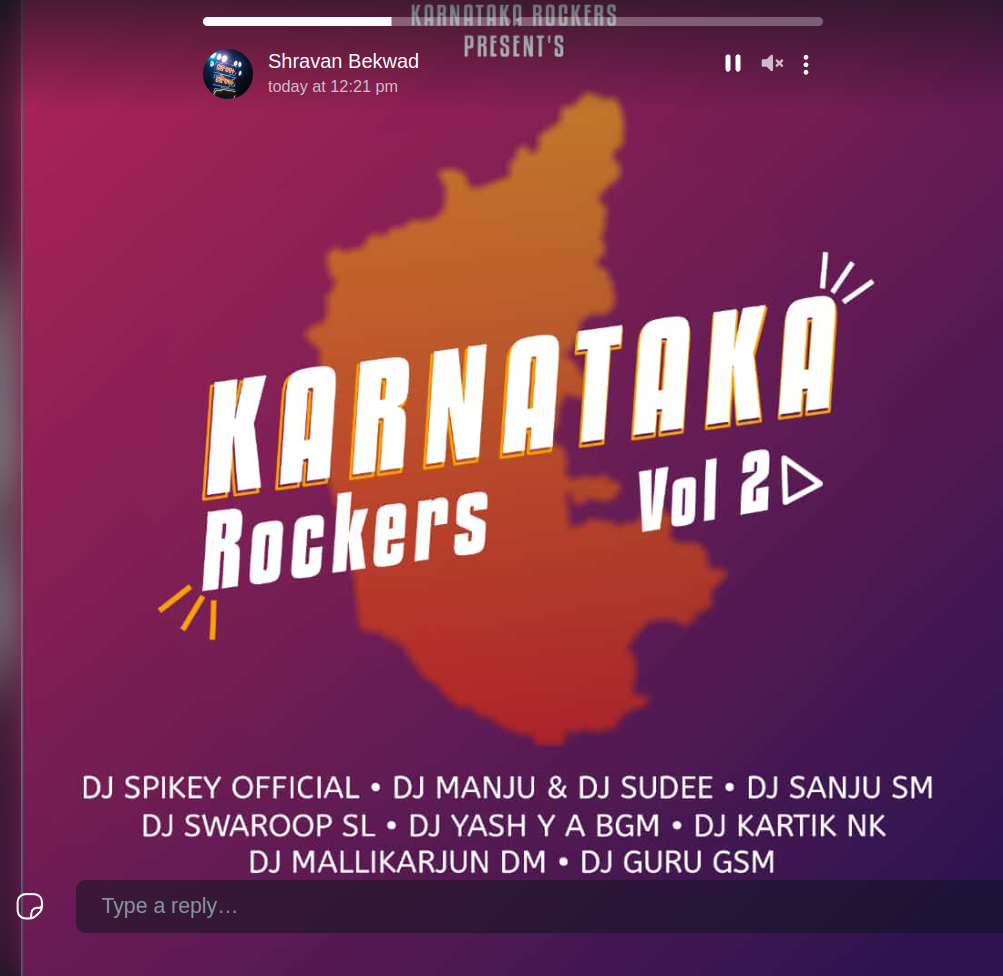 KARNATAKA ROCKERS
PRESENT'S
Shravan Bekwad
today at 12:21 pm
KARNATAKA
Rockers
Vol 2
DJ SPIKEY OFFICIAL • DJ MANJU & DJ SUDEE • DJ SANJU SM
DJ SWAROOP SL • DJ YASH Y A BGM • DJ KARTIK NK
DJ MALLIKARJUN DM • DJ GURU GSM
Type a reply…